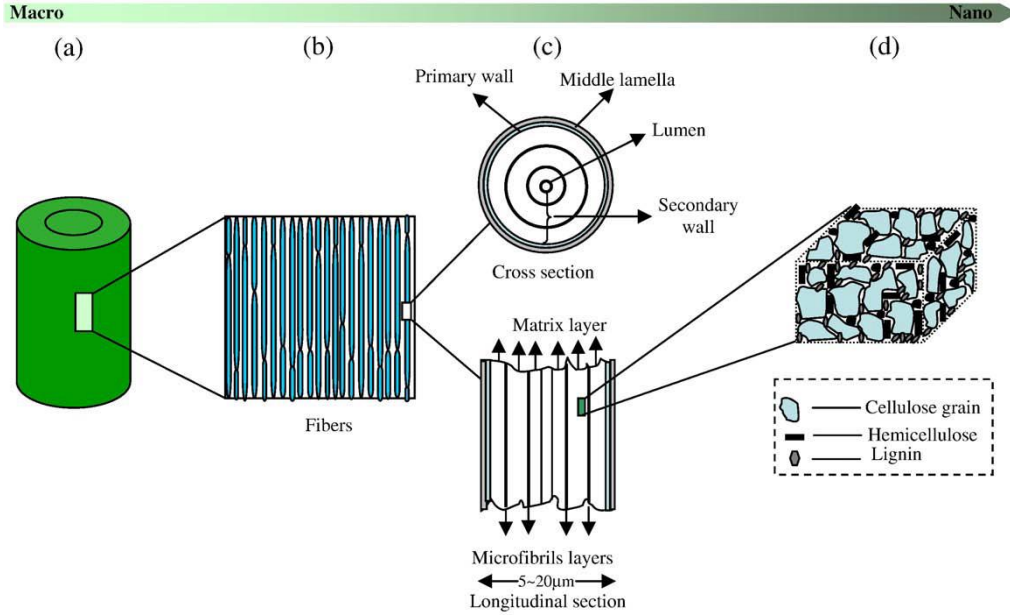 Macro
Nano
(a)
(b)
(c)
(d)
Primary wall
Middle lamella
Lumen
Secondary
wall
Cross section
Fibers
Matrix layer
Microfibrils layers
5~20μm
Longitudinal section
Cellulose grain
Hemicellulose
Lignin